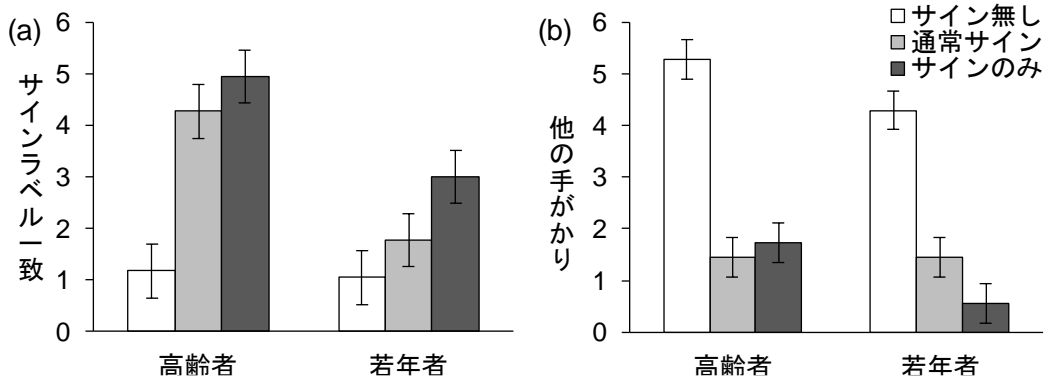 (a)
サインラベル一致
6
5
4
3
2
1
0
高齢者
若年者
(b)
他の手がかり
6
5
4
3
2
1
0
高齢者
若年者
サイン無し
通常サイン
サインのみ